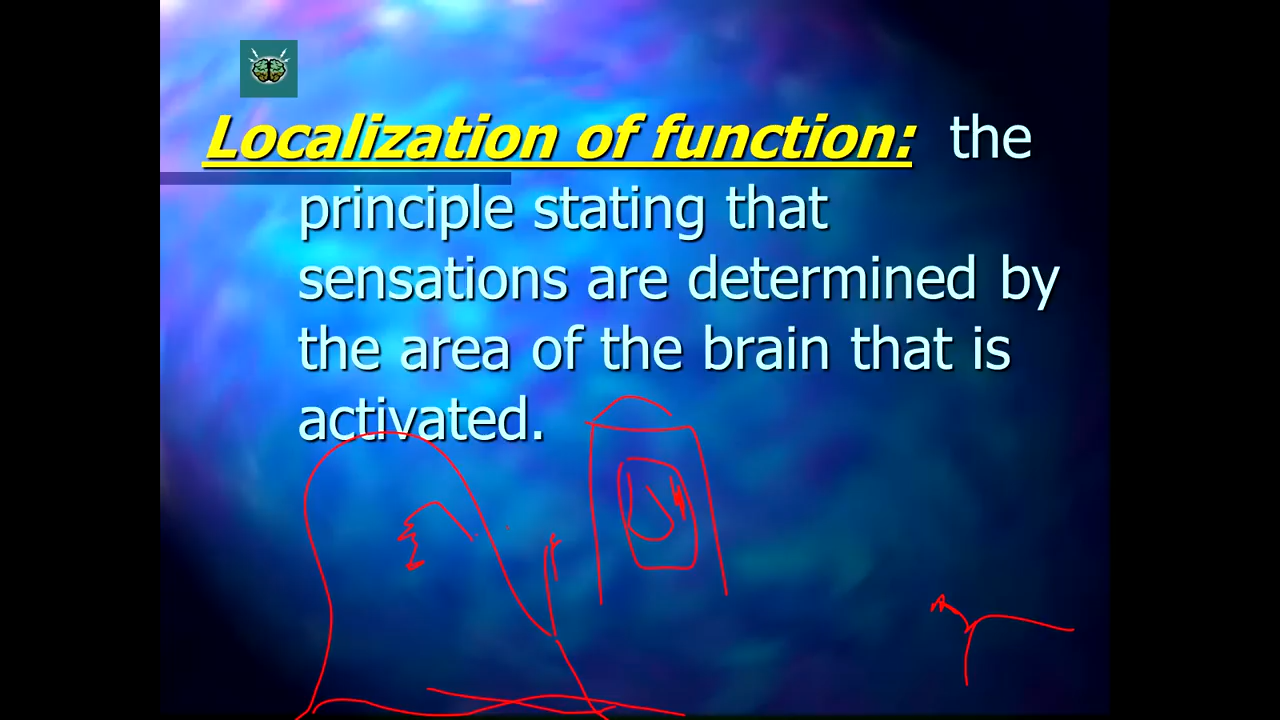 Localization of function: the
principle stating that
sensations are determined by
the area of the brain that is
activated.